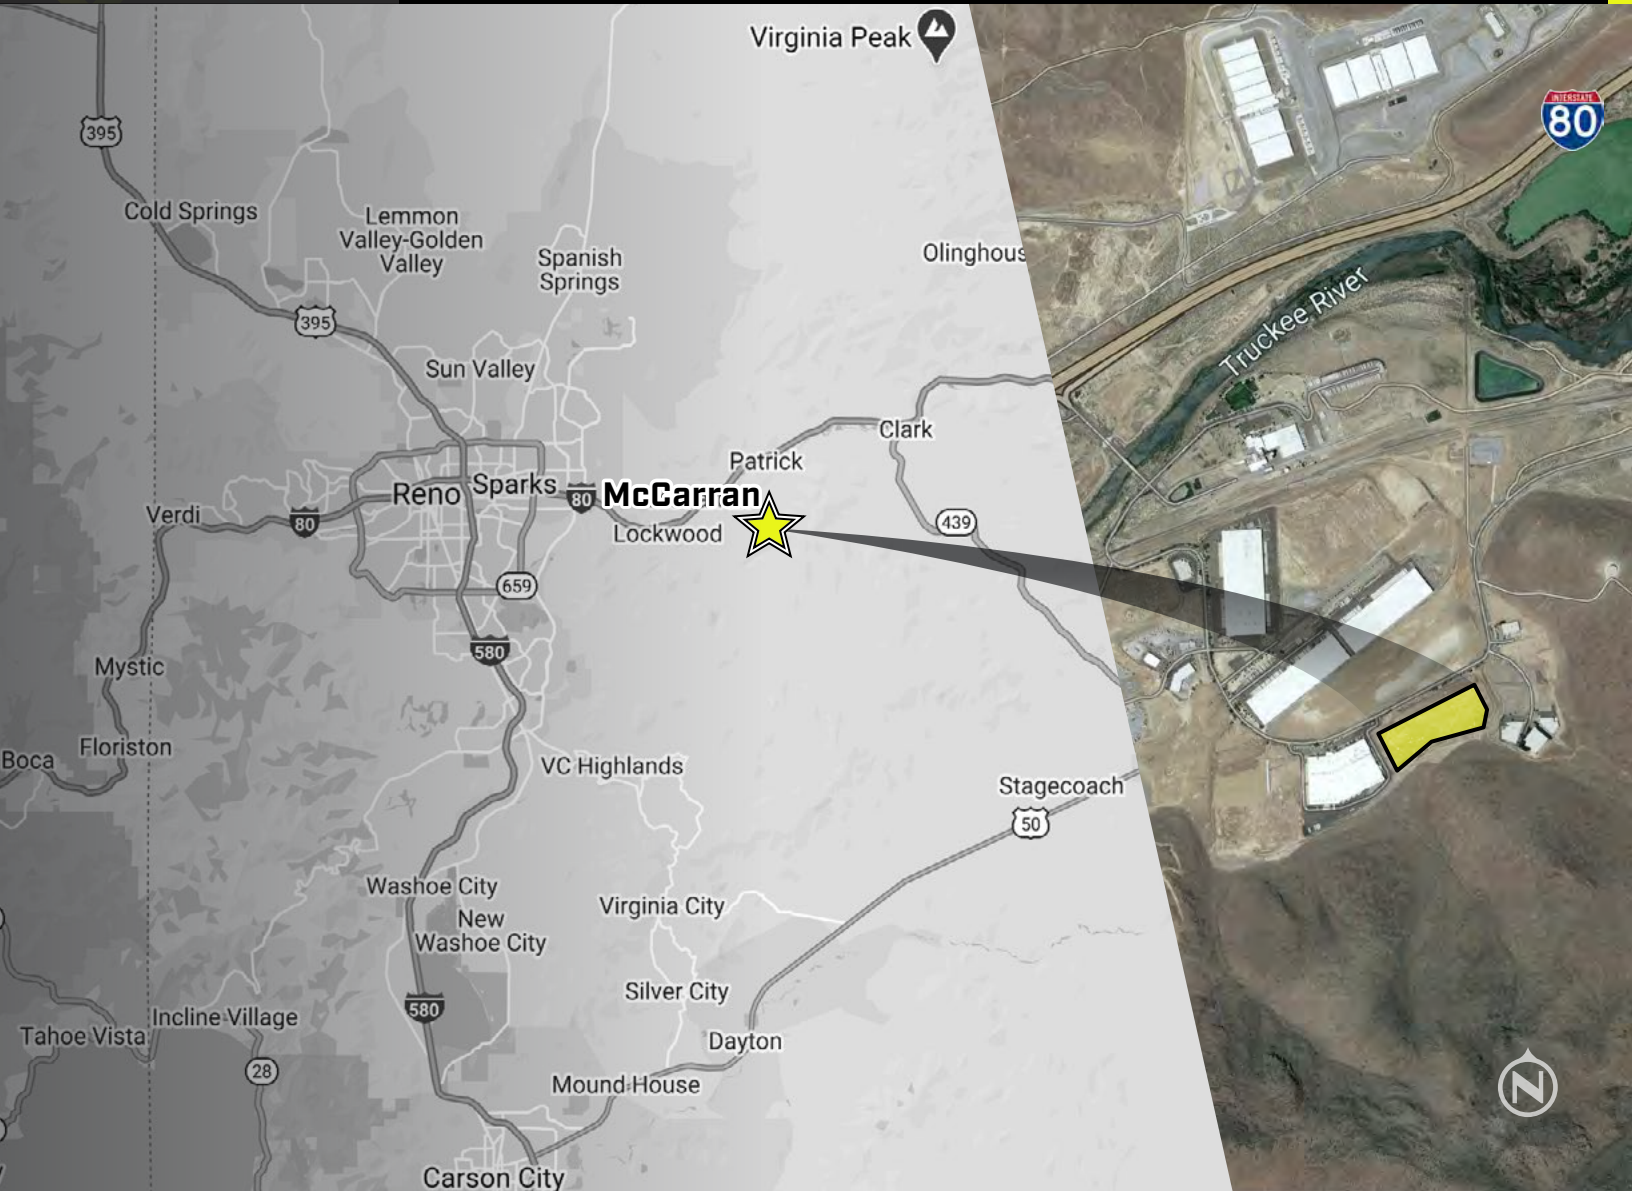 Virginia Peak
INTERSTATE
80
395
Cold Springs
Lemmon
Valley-Golden
Valley
Spanish
Springs
Olinghous
Truckee River
395
Sun Valley
Clark
Patrick
Reno
Sparks
80
McCarran
Verdi
80
Lockwood
439
659
580
Mystic
Floriston
Boca
VC Highlands
Stagecoach
50
Washoe City
New
Washoe City
Virginia City
580
Silver City
Incline Village
Tahoe Vista
Dayton
28
Mound House
N
Carson City